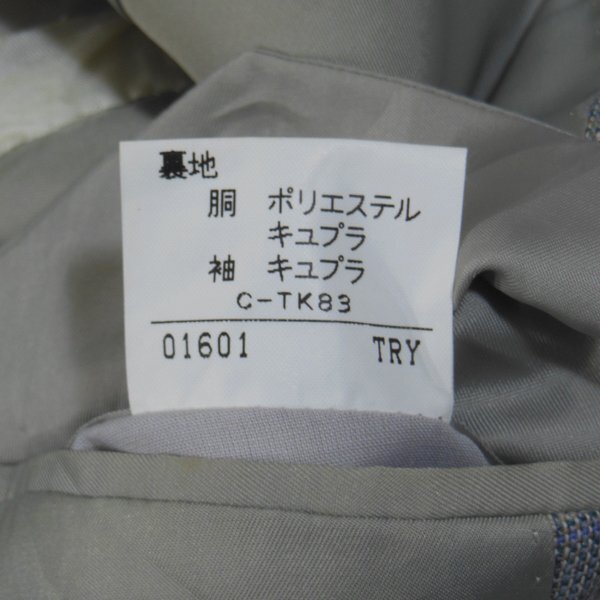 裏地
胴 ポリエステル
キュプラ
袖 キュプラ
C-TK83
01601 TRY